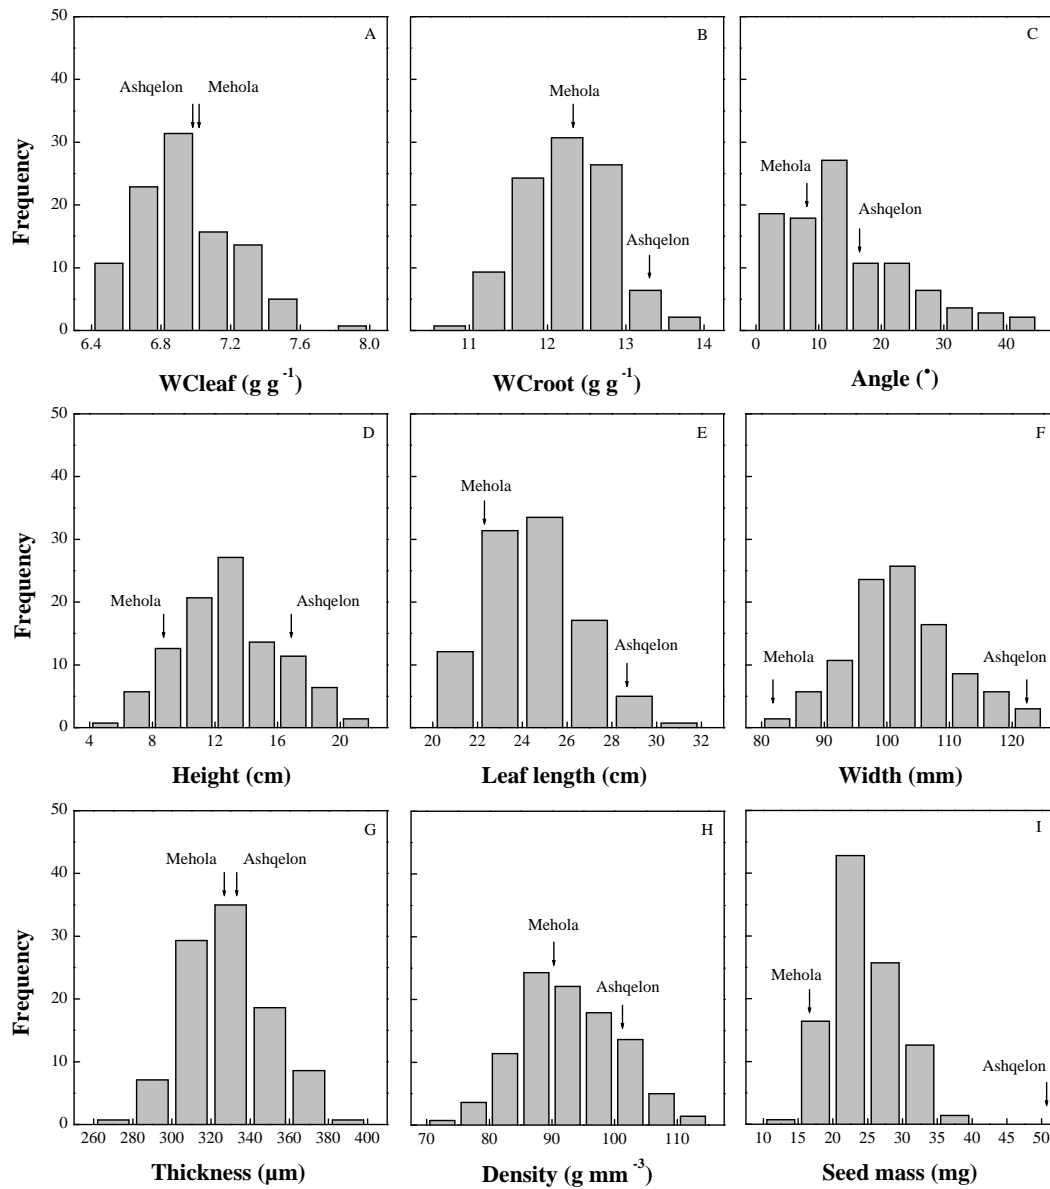 50
40
30
20
10
0
Frequency
A
Ashqelon
Mehola
6.4 6.8 7.2 7.6 8.0
WCleaf (g g -1)
B
Mehola
Ashqelon
11 12 13 14
WCroot (g g -1)
C
Mehola
Ashqelon
0 10 20 30 40
Angle (•)
50
40
30
20
10
0
Frequency
D
Mehola
Ashqelon
4 8 12 16 20
Height (cm)
E
Mehola
Ashqelon
20 22 24 26 28 30 32
Leaf length (cm)
F
Mehola
Ashqelon
80 90 100 110 120
Width (mm)
50
40
30
20
10
0
Frequency
G
Mehola
Ashqelon
260 280 300 320 340 360 380 400
Thickness (µm)
H
Mehola
Ashqelon
70 80 90 100 110
Density (g mm -3)
I
Mehola
Ashqelon
10 15 20 25 30 35 40 45 50
Seed mass (mg)